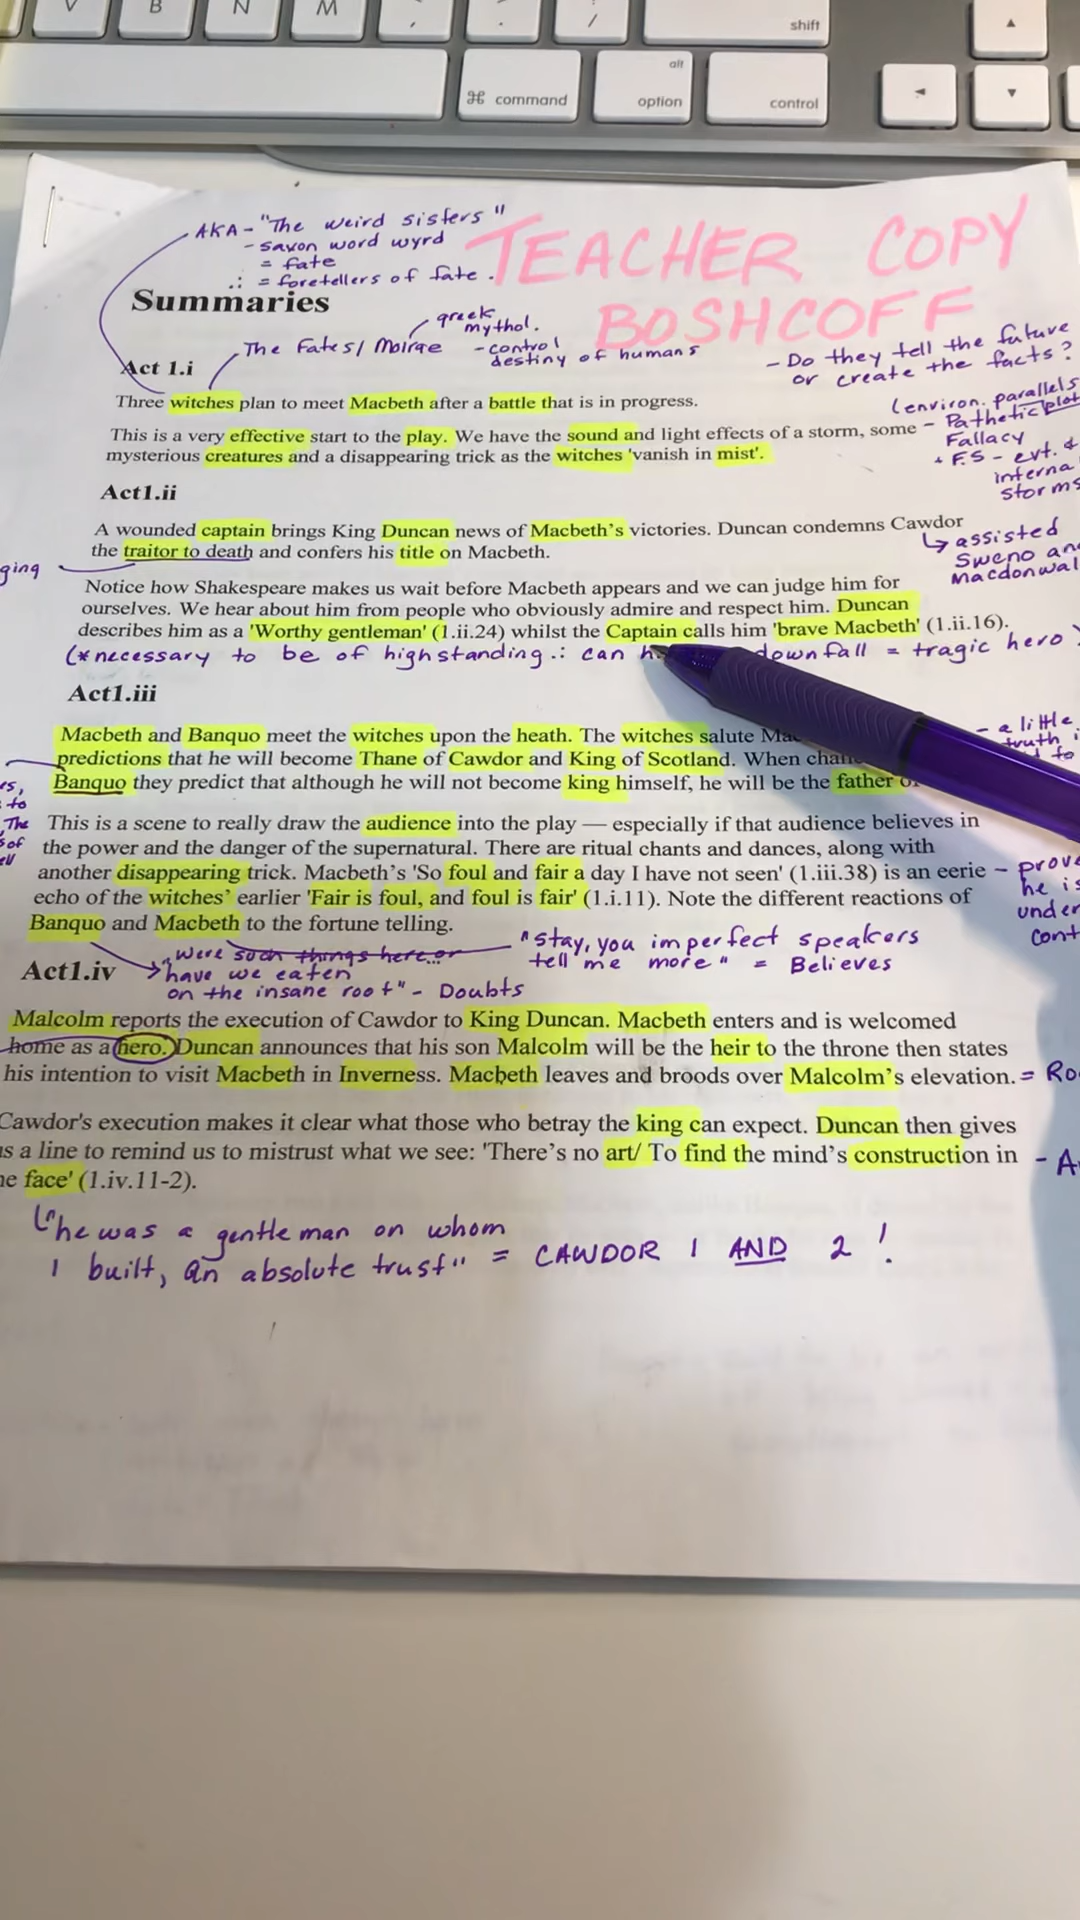 V B N M , . / shift
⌘ command alt option control
AKA - "The weird sisters"
- saxon word wyrd
= fate
∴ = foretellers of fate.
TEACHER COPY
BOSHCOFF
Summaries
greek mythol.
The Fates / Moirae - control destiny of humans
- Do they tell the future
or create the facts?
Act 1.i
Three witches plan to meet Macbeth after a battle that is in progress.
(environ. parallels plot
- Pathetic
Fallacy
+ F.S - ext. &
interna
storms
This is a very effective start to the play. We have the sound and light effects of a storm, some
mysterious creatures and a disappearing trick as the witches 'vanish in mist'.
Act1.ii
A wounded captain brings King Duncan news of Macbeth's victories. Duncan condemns Cawdor
the traitor to death and confers his title on Macbeth.
↳ assisted
Sweno an
Macdonwal
ging
Notice how Shakespeare makes us wait before Macbeth appears and we can judge him for
ourselves. We hear about him from people who obviously admire and respect him. Duncan
describes him as a 'Worthy gentleman' (1.ii.24) whilst the Captain calls him 'brave Macbeth' (1.ii.16).
(*necessary to be of high standing ∴ can downfall = tragic hero)
Act1.iii
Macbeth and Banquo meet the witches upon the heath. The witches salute
predictions that he will become Thane of Cawdor and King of Scotland. When
Banquo they predict that although he will not become king himself, he will be the father
- a little
truth
to
to
The
of
This is a scene to really draw the audience into the play — especially if that audience believes in
the power and the danger of the supernatural. There are ritual chants and dances, along with
another disappearing trick. Macbeth's 'So foul and fair a day I have not seen' (1.iii.38) is an eerie
echo of the witches' earlier 'Fair is foul, and foul is fair' (1.i.11). Note the different reactions of
Banquo and Macbeth to the fortune telling.
- prove
he is
under
cont
"were such things here...or
have we eaten
on the insane root" - Doubts
"stay, you imperfect speakers
tell me more" = Believes
Act1.iv
Malcolm reports the execution of Cawdor to King Duncan. Macbeth enters and is welcomed
home as a hero. Duncan announces that his son Malcolm will be the heir to the throne then states
his intention to visit Macbeth in Inverness. Macbeth leaves and broods over Malcolm's elevation. = Ro
Cawdor's execution makes it clear what those who betray the king can expect. Duncan then gives
us a line to remind us to mistrust what we see: 'There's no art/ To find the mind's construction in
he face' (1.iv.11-2).
"he was a gentleman on whom
I built, an absolute trust" = CAWDOR 1 AND 2!